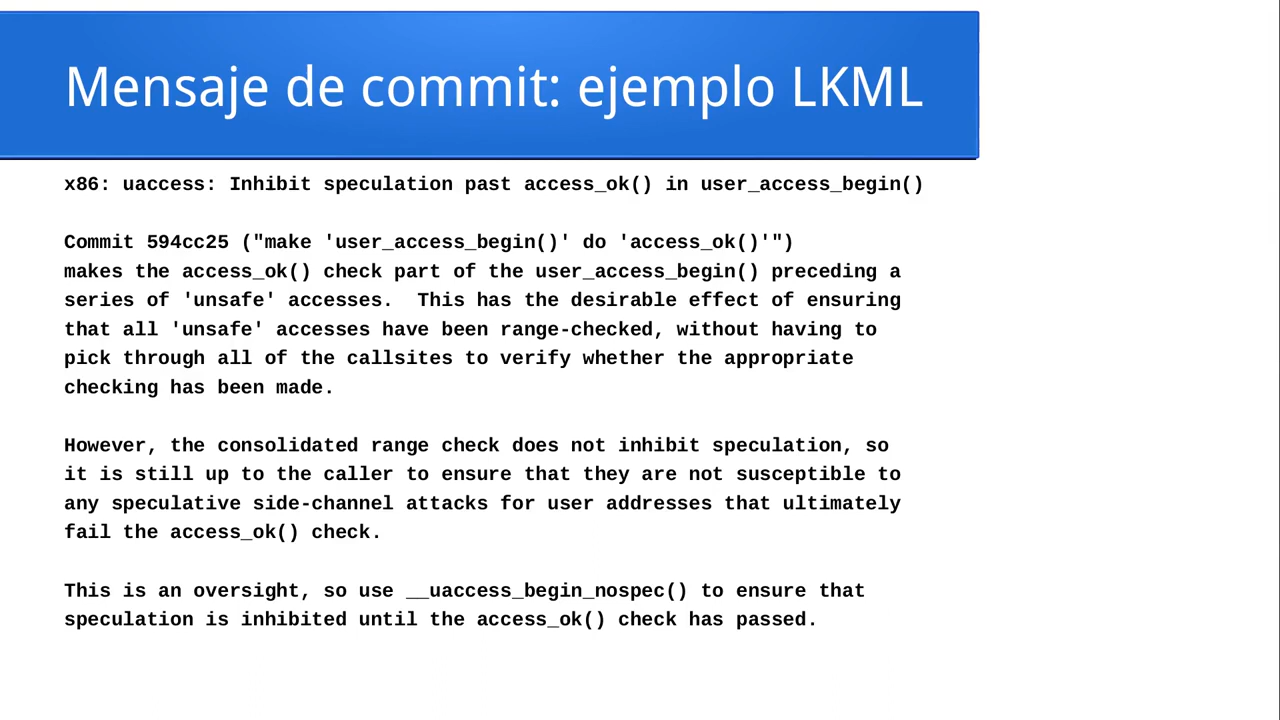 Mensaje de commit: ejemplo LKML
x86: uaccess: Inhibit speculation past access_ok() in user_access_begin()
Commit 594cc25 ("make 'user_access_begin()' do 'access_ok()'")
makes the access_ok() check part of the user_access_begin() preceding a
series of 'unsafe' accesses.  This has the desirable effect of ensuring
that all 'unsafe' accesses have been range-checked, without having to
pick through all of the callsites to verify whether the appropriate
checking has been made.
However, the consolidated range check does not inhibit speculation, so
it is still up to the caller to ensure that they are not susceptible to
any speculative side-channel attacks for user addresses that ultimately
fail the access_ok() check.
This is an oversight, so use __uaccess_begin_nospec() to ensure that
speculation is inhibited until the access_ok() check has passed.